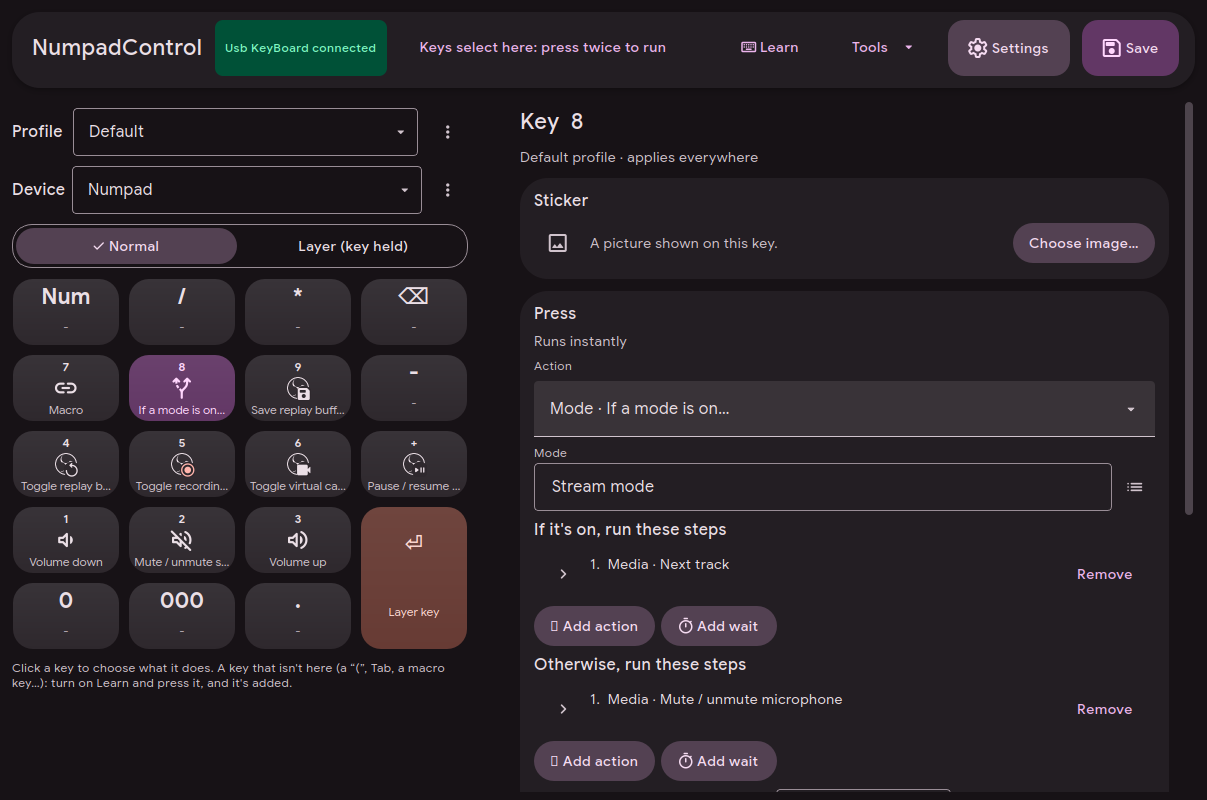 NumpadControl
Usb KeyBoard connected
Keys select here: press twice to run
Learn
Tools
Settings
Save
Profile
Default
Device
Numpad
Normal
Layer (key held)
Num
-
/
-
*
-
⌫
-
7
Macro
8
If a mode is on...
9
Save replay buff...
-
-
4
Toggle replay b...
5
Toggle recordin...
6
Toggle virtual ca...
+
Pause / resume ...
1
Volume down
2
Mute / unmute s...
3
Volume up
⏎
Layer key
0
-
000
-
.
-
Click a key to choose what it does. A key that isn't here (a “(”, Tab, a macro
key...): turn on Learn and press it, and it's added.
Key 8
Default profile · applies everywhere
Sticker
A picture shown on this key.
Choose image...
Press
Runs instantly
Action
Mode · If a mode is on...
Mode
Stream mode
If it's on, run these steps
1. Media · Next track
Remove
Add action
Add wait
Otherwise, run these steps
1. Media · Mute / unmute microphone
Remove
Add action
Add wait